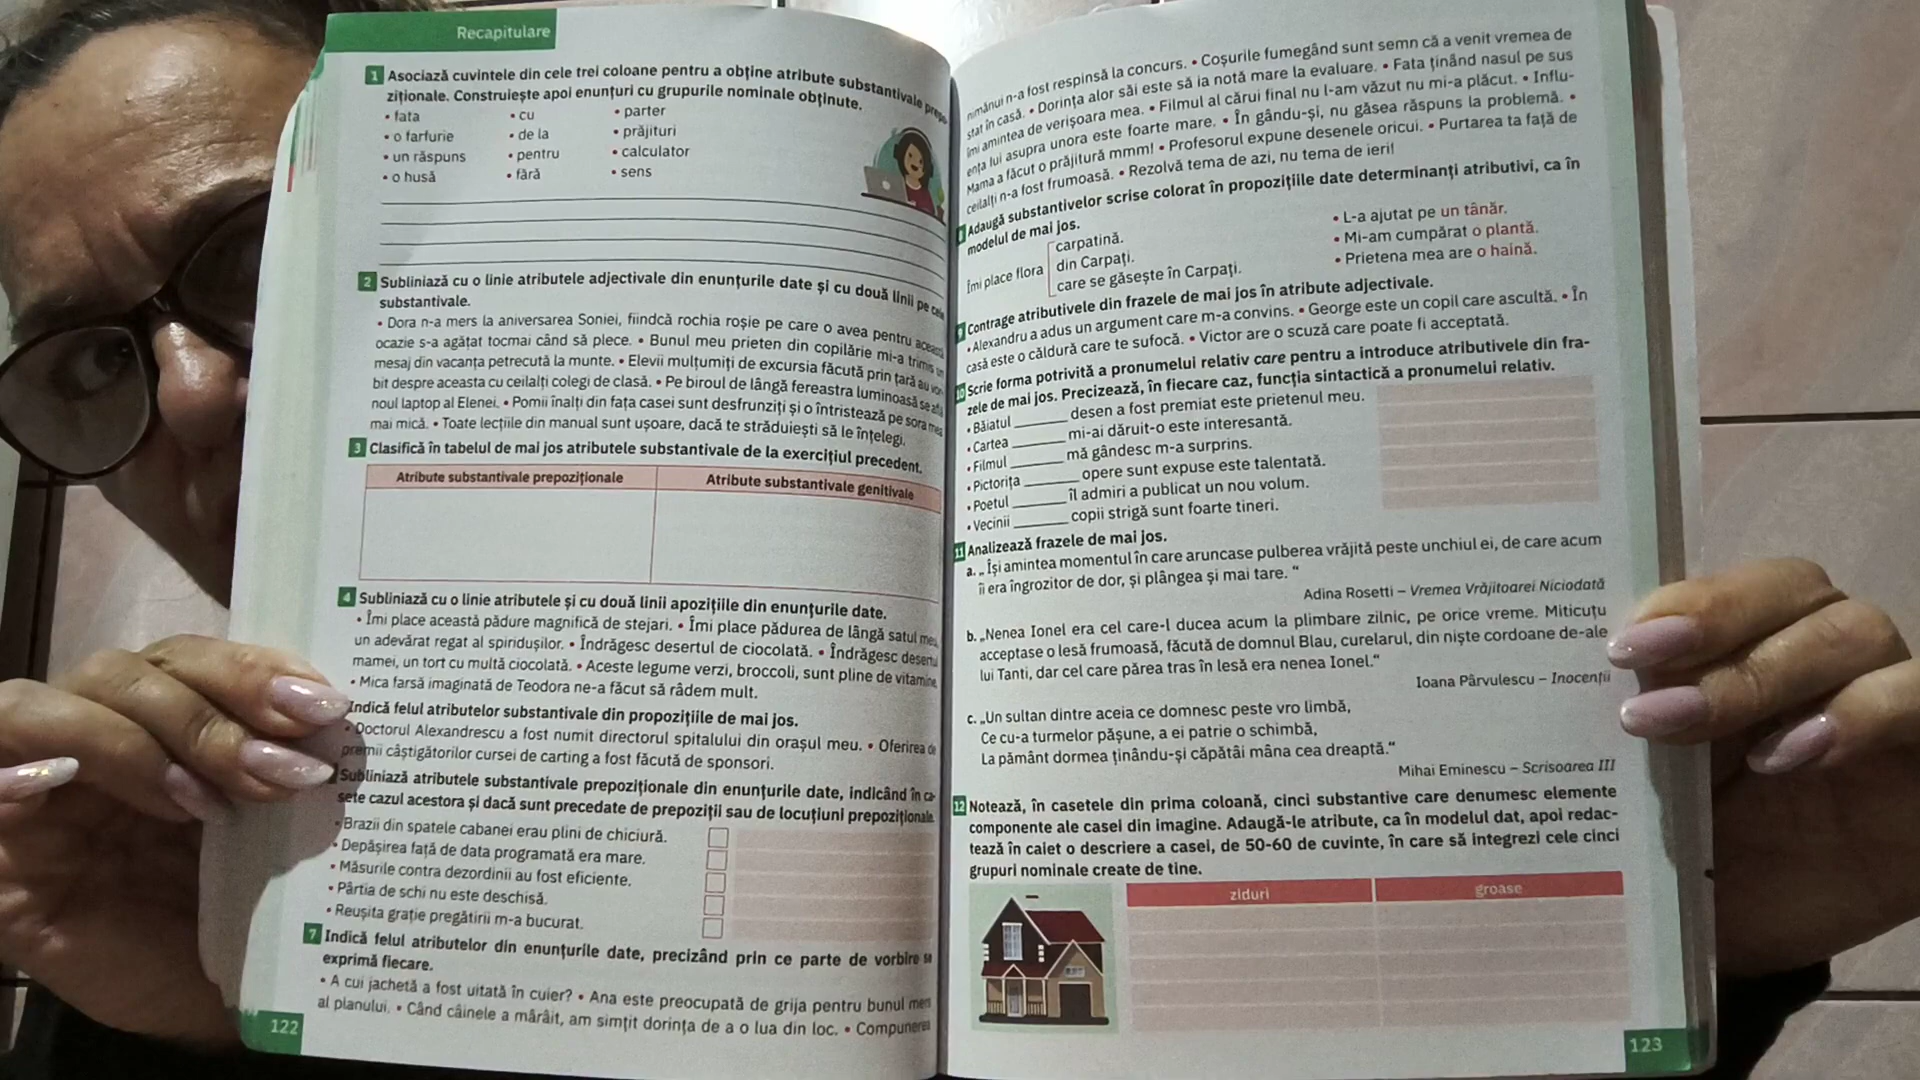 Recapitulare
1 Asociază cuvintele din cele trei coloane pentru a obține atribute substantivale prepo-
ziționale. Construiește apoi enunțuri cu grupurile nominale obținute.
• fata • cu • parter
• o farfurie • de la • prăjituri
• un răspuns • pentru • calculator
• o husă • fără • sens
2 Subliniază cu o linie atributele adjectivale din enunțurile date și cu două linii pe cele
substantivale.
• Dora n-a mers la aniversarea Soniei, fiindcă rochia roșie pe care o avea pentru această
ocazie s-a agățat tocmai când să plece. • Bunul meu prieten din copilărie mi-a trimis un
mesaj din vacanța petrecută la munte. • Elevii mulțumiți de excursia făcută prin țară au vor-
bit despre aceasta cu ceilalți colegi de clasă. • Pe biroul de lângă fereastra luminoasă se află
noul laptop al Elenei. • Pomii înalți din fața casei sunt desfrunziți și o întristează pe sora mea
mai mică. • Toate lecțiile din manual sunt ușoare, dacă te străduiești să le înțelegi.
3 Clasifică în tabelul de mai jos atributele substantivale de la exercițiul precedent.
Atribute substantivale prepoziționale Atribute substantivale genitivale
4 Subliniază cu o linie atributele și cu două linii apozițiile din enunțurile date.
• Îmi place această pădure magnifică de stejari. • Îmi place pădurea de lângă satul meu,
un adevărat regat al spiridușilor. • Îndrăgesc desertul de ciocolată. • Îndrăgesc desertul
mamei, un tort cu multă ciocolată. • Aceste legume verzi, broccoli, sunt pline de vitamine.
• Mica farsă imaginată de Teodora ne-a făcut să râdem mult.
Indică felul atributelor substantivale din propozițiile de mai jos.
• Doctorul Alexandrescu a fost numit directorul spitalului din orașul meu. • Oferirea de
premii câștigătorilor cursei de carting a fost făcută de sponsori.
Subliniază atributele substantivale prepoziționale din enunțurile date, indicând în ca-
sete cazul acestora și dacă sunt precedate de prepoziții sau de locuțiuni prepoziționale.
• Brazii din spatele cabanei erau plini de chiciură.
• Depășirea față de data programată era mare.
• Măsurile contra dezordinii au fost eficiente.
• Pârtia de schi nu este deschisă.
• Reușita grație pregătirii m-a bucurat.
7 Indică felul atributelor din enunțurile date, precizând prin ce parte de vorbire se
exprimă fiecare.
• A cui jachetă a fost uitată în cuier? • Ana este preocupată de grija pentru bunul mers
al planului. • Când câinele a mârâit, am simțit dorința de a o lua din loc. • Compunerea
122
nimănui n-a fost respinsă la concurs. • Coșurile fumegând sunt semn că a venit vremea de
stat în casă. • Dorința alor săi este să ia notă mare la evaluare. • Fata ținând nasul pe sus
îmi amintea de verișoara mea. • Filmul al cărui final nu l-am văzut nu mi-a plăcut. • Influ-
ența lui asupra unora este foarte mare. • În gându-și, nu găsea răspuns la problemă. •
Mama a făcut o prăjitură mmm! • Profesorul expune desenele oricui. • Purtarea ta față de
ceilalți n-a fost frumoasă. • Rezolvă tema de azi, nu tema de ieri!
Adaugă substantivelor scrise colorat în propozițiile date determinanți atributivi, ca în
modelul de mai jos.
Îmi place flora
carpatină.
din Carpați.
care se găsește în Carpați.
• L-a ajutat pe un tânăr.
• Mi-am cumpărat o plantă.
• Prietena mea are o haină.
9 Contrage atributivele din frazele de mai jos în atribute adjectivale.
• Alexandru a adus un argument care m-a convins. • George este un copil care ascultă. • În
casă este o căldură care te sufocă. • Victor are o scuză care poate fi acceptată.
10 Scrie forma potrivită a pronumelui relativ care pentru a introduce atributivele din fra-
zele de mai jos. Precizează, în fiecare caz, funcția sintactică a pronumelui relativ.
• Băiatul ______ desen a fost premiat este prietenul meu.
• Cartea ______ mi-ai dăruit-o este interesantă.
• Filmul ______ mă gândesc m-a surprins.
• Pictorița ______ opere sunt expuse este talentată.
• Poetul ______ îl admiri a publicat un nou volum.
• Vecinii ______ copii strigă sunt foarte tineri.
11 Analizează frazele de mai jos.
a. „Își amintea momentul în care aruncase pulberea vrăjită peste unchiul ei, de care acum
îi era îngrozitor de dor, și plângea și mai tare.“
Adina Rosetti – Vremea Vrăjitoarei Niciodată
b. „Nenea Ionel era cel care-l ducea acum la plimbare zilnic, pe orice vreme. Miticuțu
acceptase o lesă frumoasă, făcută de domnul Blau, curelarul, din niște cordoane de-ale
lui Tanti, dar cel care părea tras în lesă era nenea Ionel.“
Ioana Pârvulescu – Inocenții
c. „Un sultan dintre aceia ce domnesc peste vro limbă,
Ce cu-a turmelor pășune, a ei patrie o schimbă,
La pământ dormea ținându-și căpătâi mâna cea dreaptă.“
Mihai Eminescu – Scrisoarea III
12 Notează, în casetele din prima coloană, cinci substantive care denumesc elemente
componente ale casei din imagine. Adaugă-le atribute, ca în modelul dat, apoi redac-
tează în caiet o descriere a casei, de 50-60 de cuvinte, în care să integrezi cele cinci
grupuri nominale create de tine.
ziduri groase
123